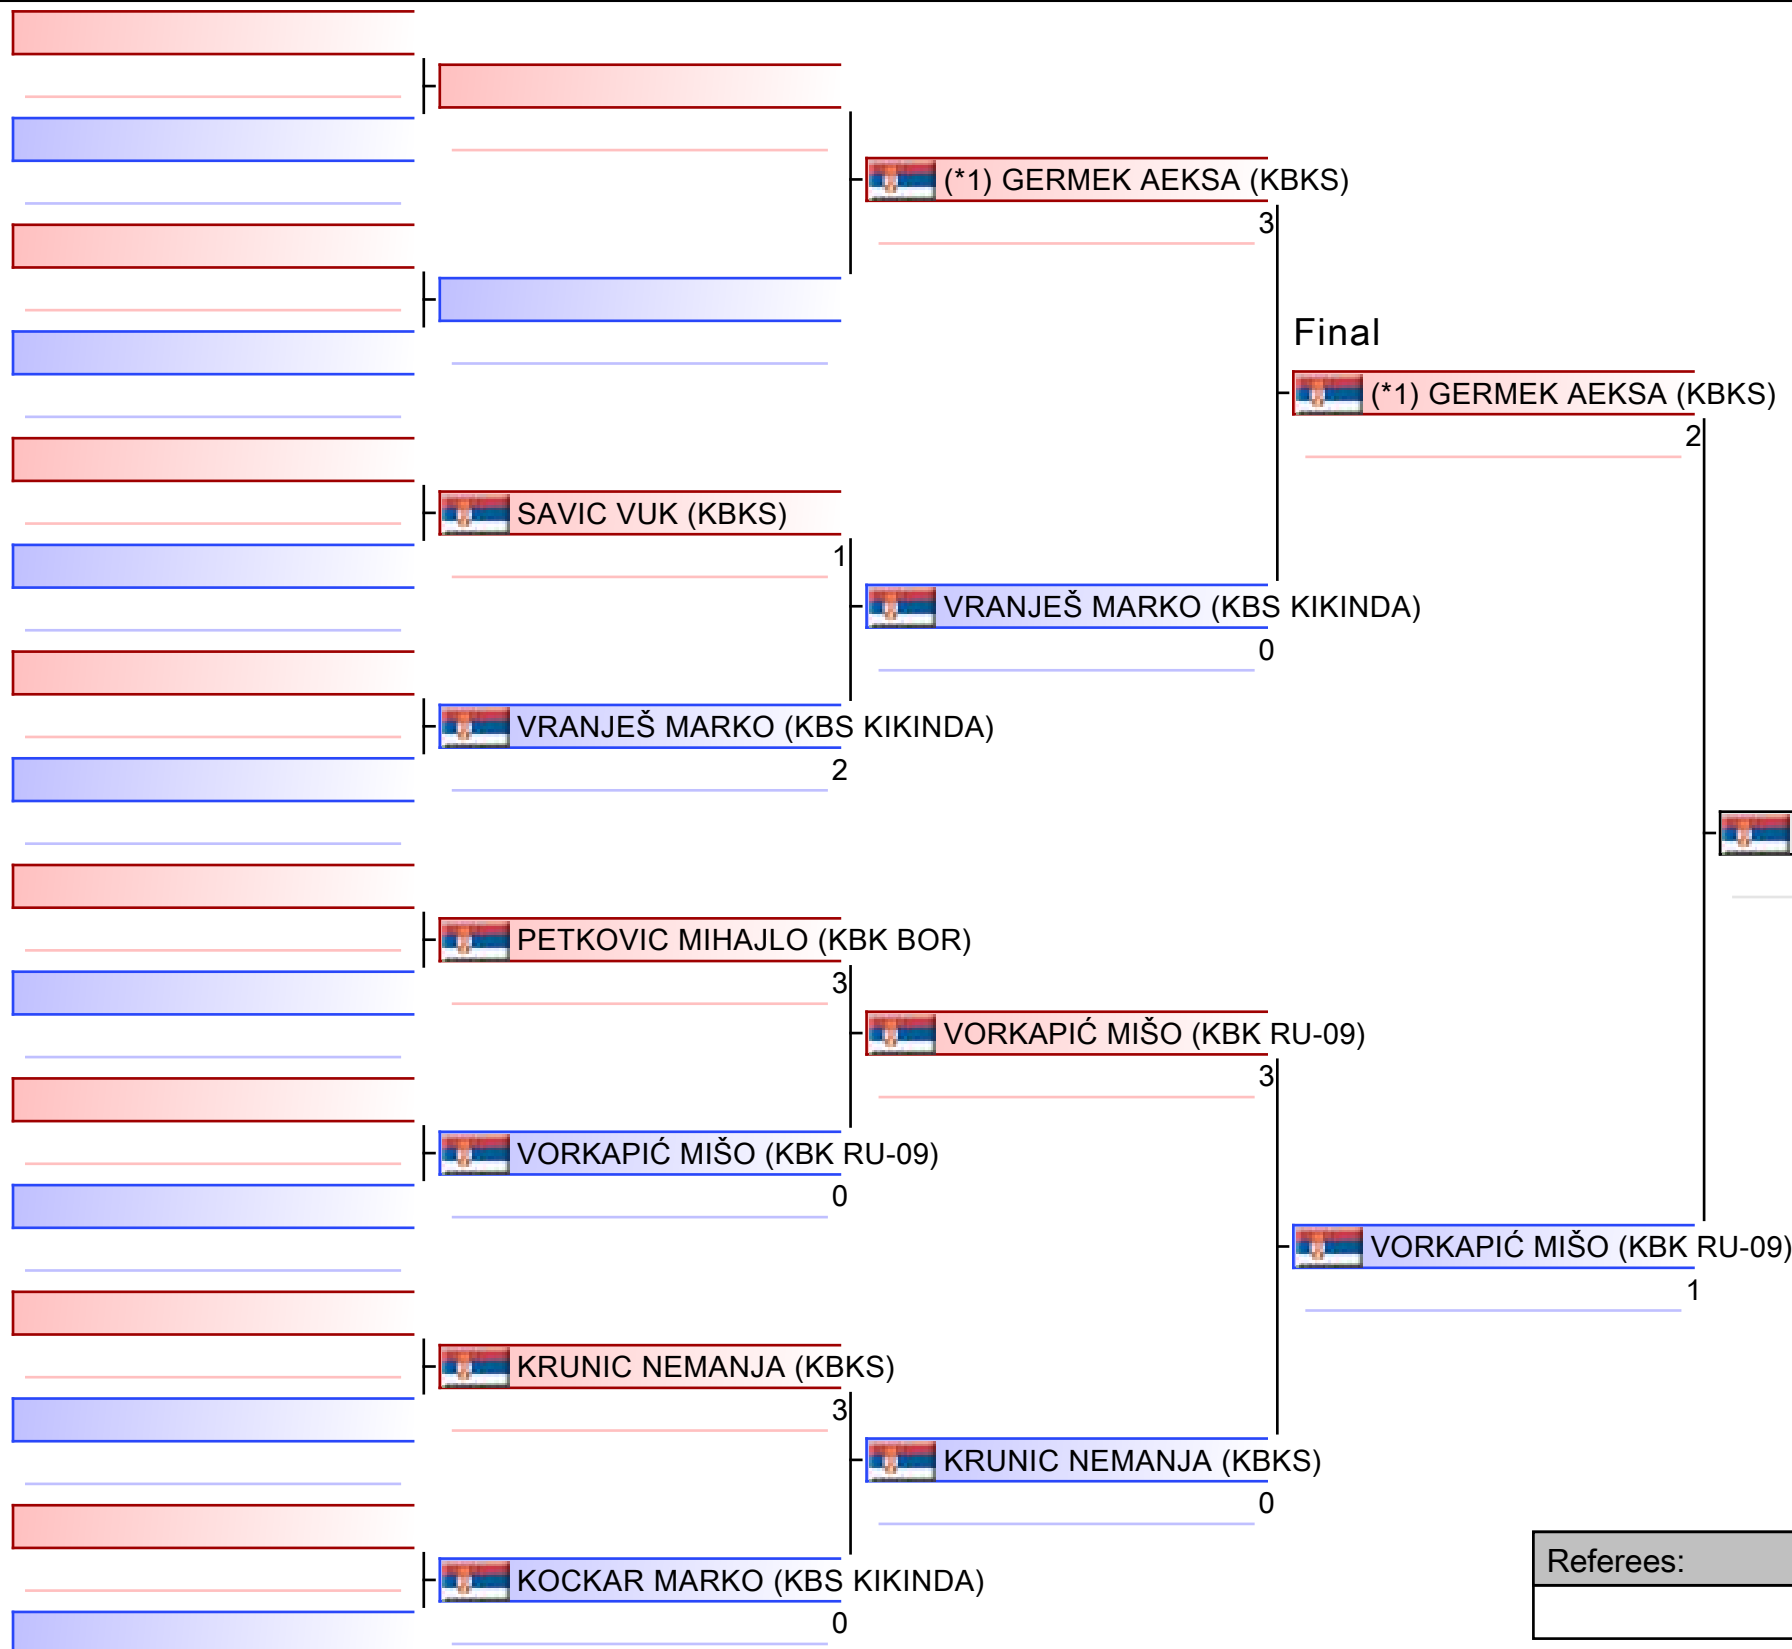 (*1) GERMEK AEKSA (KBKS)
3
Final
(*1) GERMEK AEKSA (KBKS)
2
SAVIC VUK (KBKS)
1
VRANJEŠ MARKO (KBS KIKINDA)
0
VRANJEŠ MARKO (KBS KIKINDA)
2
PETKOVIC MIHAJLO (KBK BOR)
3
VORKAPIĆ MIŠO (KBK RU-09)
3
VORKAPIĆ MIŠO (KBK RU-09)
0
VORKAPIĆ MIŠO (KBK RU-09)
1
KRUNIC NEMANJA (KBKS)
3
KRUNIC NEMANJA (KBKS)
0
KOCKAR MARKO (KBS KIKINDA)
0
Referees: